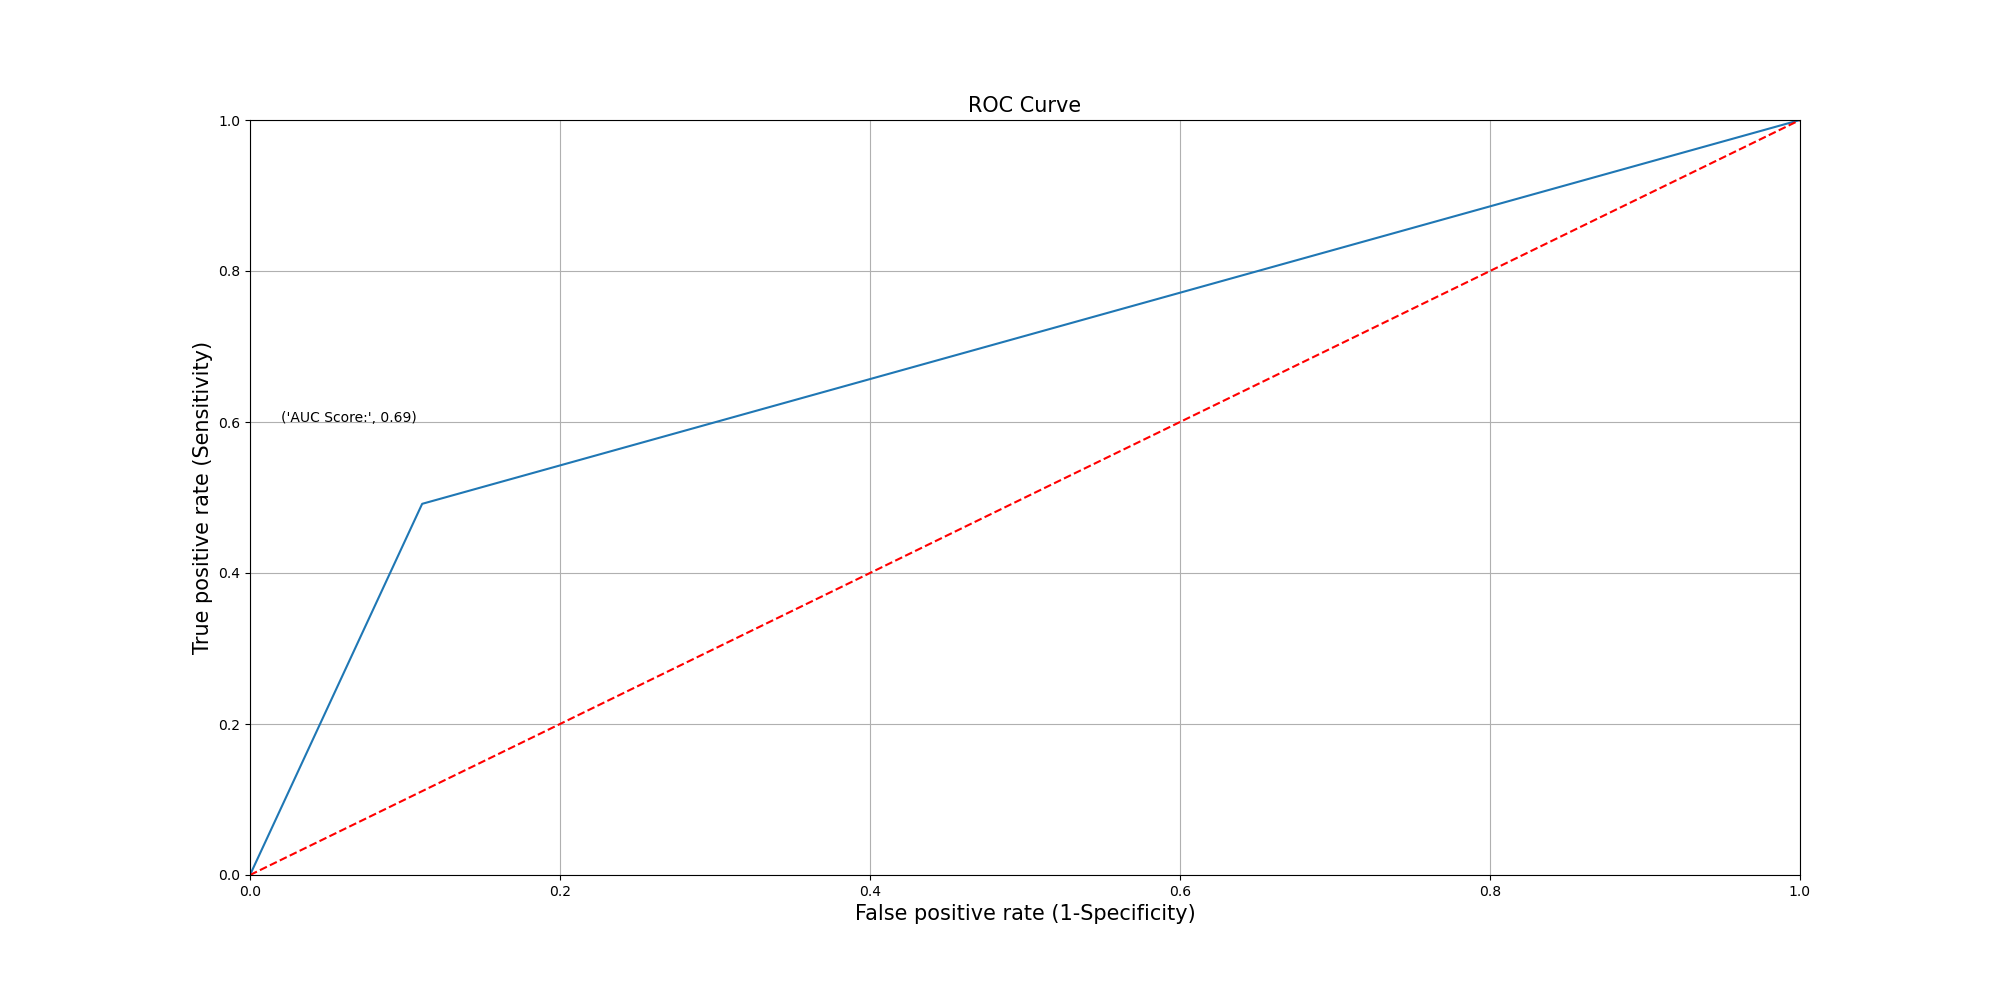 ROC Curve
1.0
0.8
0.6
0.4
0.2
0.0
True positive rate (Sensitivity)
('AUC Score:', 0.69)
0.0 0.2 0.4 0.6 0.8 1.0
False positive rate (1-Specificity)